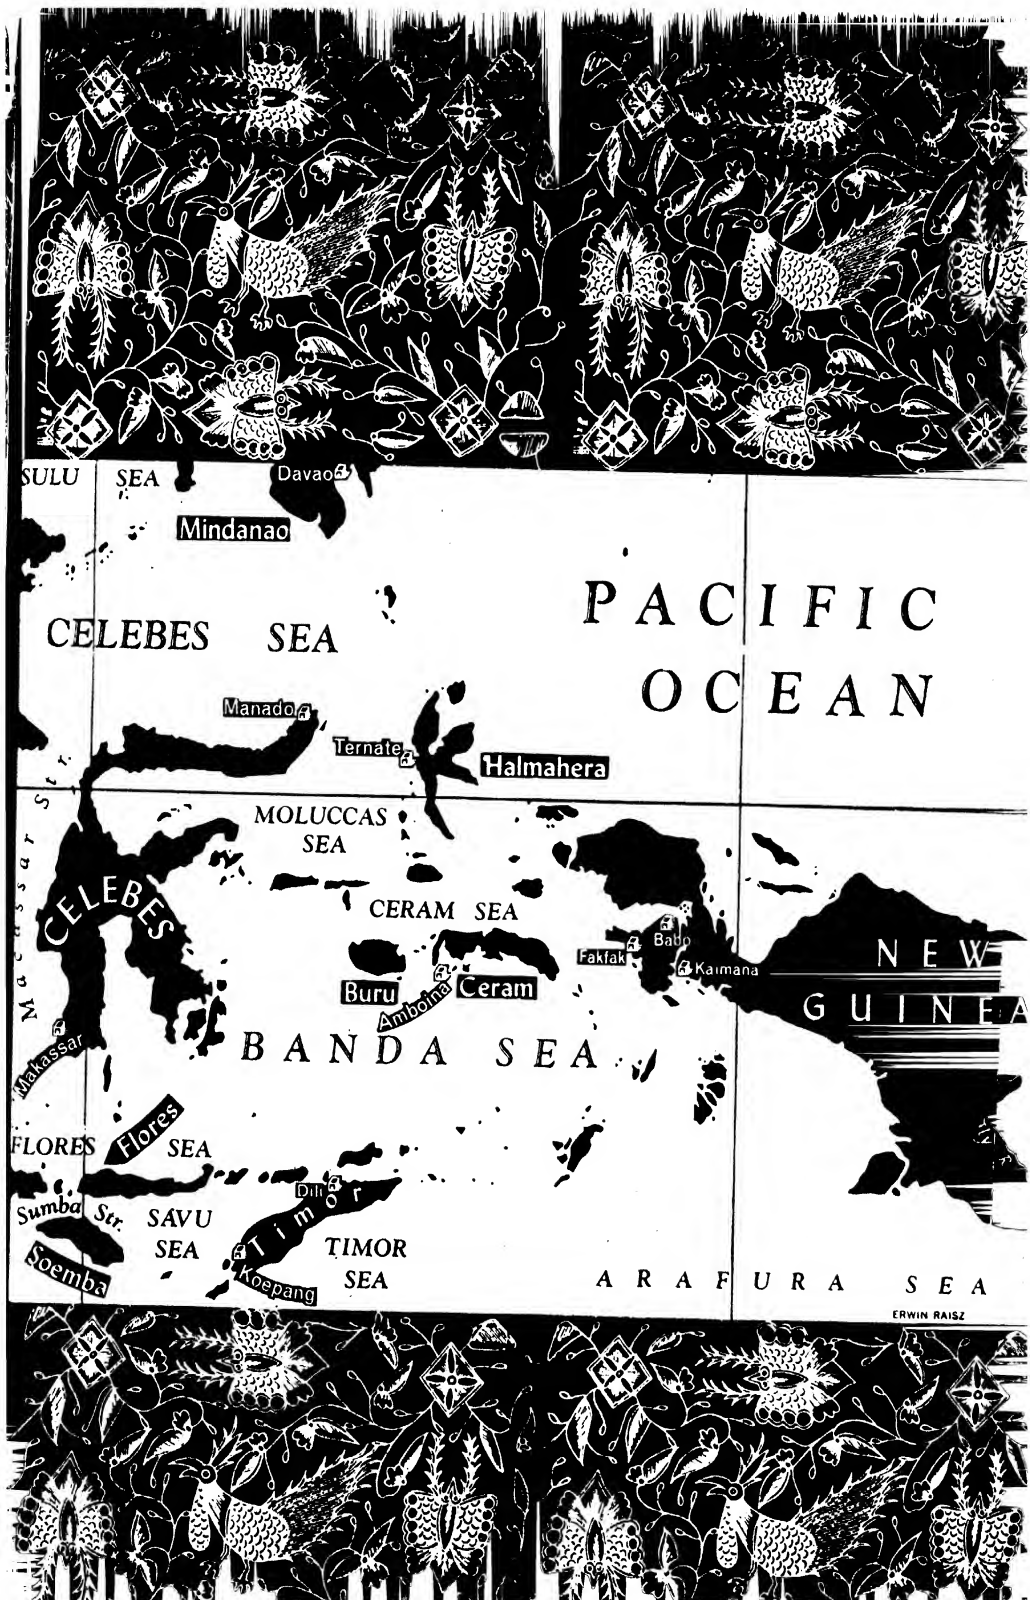 SULU SEA
Davao
Mindanao
PACIFIC
OCEAN
CELEBES SEA
Manado
Ternate
Halmahera
Macassar Str.
MOLUCCAS
SEA
CELEBES
CERAM SEA
Babo
Fakfak
Kaimana
NEW
GUINEA
Buru
Ceram
Amboina
BANDA SEA
Makassar
Flores
FLORES SEA
Dili
Timor
Sumba Str.
SAVU
SEA
TIMOR
SEA
Soemba
Koepang
ARAFURA SEA
ERWIN RAISZ